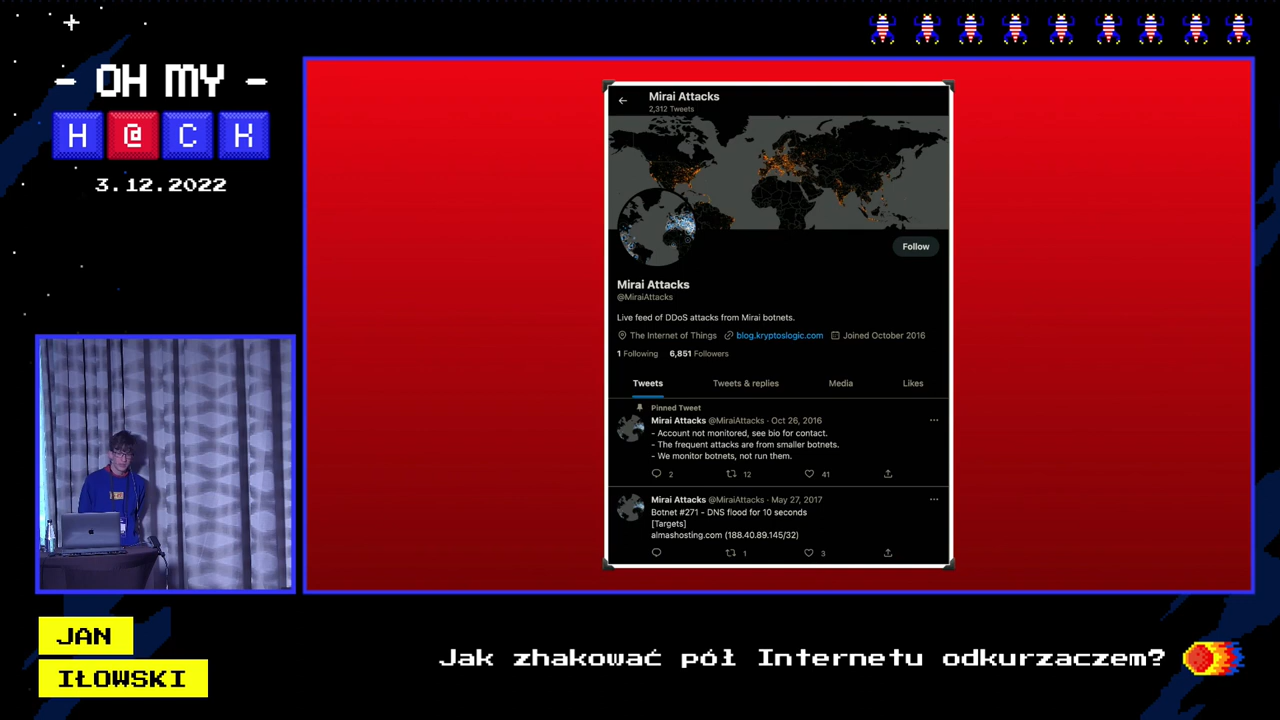 - OH MY -
H@CK
3.12.2022
Mirai Attacks
2,312 Tweets
Follow
Mirai Attacks
@MiraiAttacks
Live feed of DDoS attacks from Mirai botnets.
The Internet of Things blog.kryptoslogic.com Joined October 2016
1 Following 6,851 Followers
Tweets Tweets & replies Media Likes
Pinned Tweet
Mirai Attacks @MiraiAttacks · Oct 26, 2016
- Account not monitored, see bio for contact.
- The frequent attacks are from smaller botnets.
- We monitor botnets, not run them.
2 12 41
Mirai Attacks @MiraiAttacks · May 27, 2017
Botnet #271 - DNS flood for 10 seconds
[Targets]
almashosting.com (188.40.89.145/32)
1 3
JAN
IŁOWSKI
Jak zhakować pół Internetu odkurzaczem?